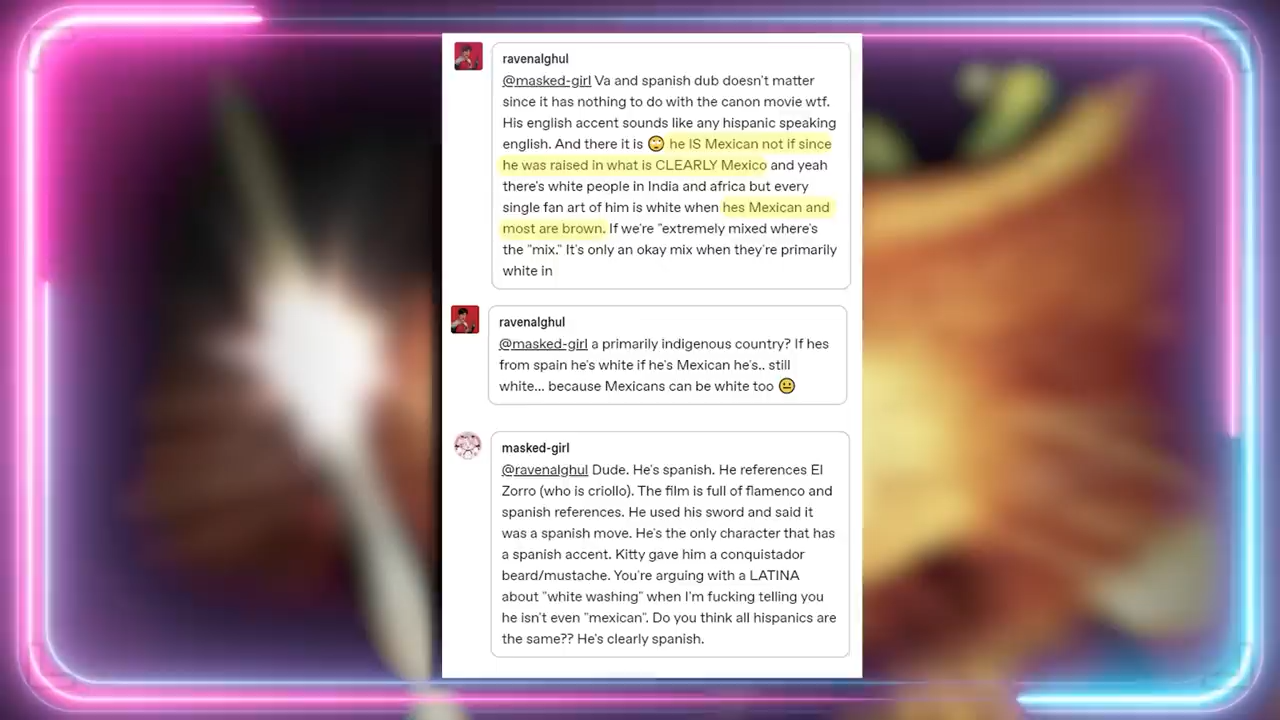 ravenalghul
@masked-girl Va and spanish dub doesn't matter
since it has nothing to do with the canon movie wtf.
His english accent sounds like any hispanic speaking
english. And there it is 🙄 he IS Mexican not if since
he was raised in what is CLEARLY Mexico and yeah
there's white people in India and africa but every
single fan art of him is white when hes Mexican and
most are brown. If we're "extremely mixed where's
the "mix." It's only an okay mix when they're primarily
white in
ravenalghul
@masked-girl a primarily indigenous country? If hes
from spain he's white if he's Mexican he's.. still
white... because Mexicans can be white too 😐
masked-girl
@ravenalghul Dude. He's spanish. He references El
Zorro (who is criollo). The film is full of flamenco and
spanish references. He used his sword and said it
was a spanish move. He's the only character that has
a spanish accent. Kitty gave him a conquistador
beard/mustache. You're arguing with a LATINA
about "white washing" when I'm fucking telling you
he isn't even "mexican". Do you think all hispanics are
the same?? He's clearly spanish.